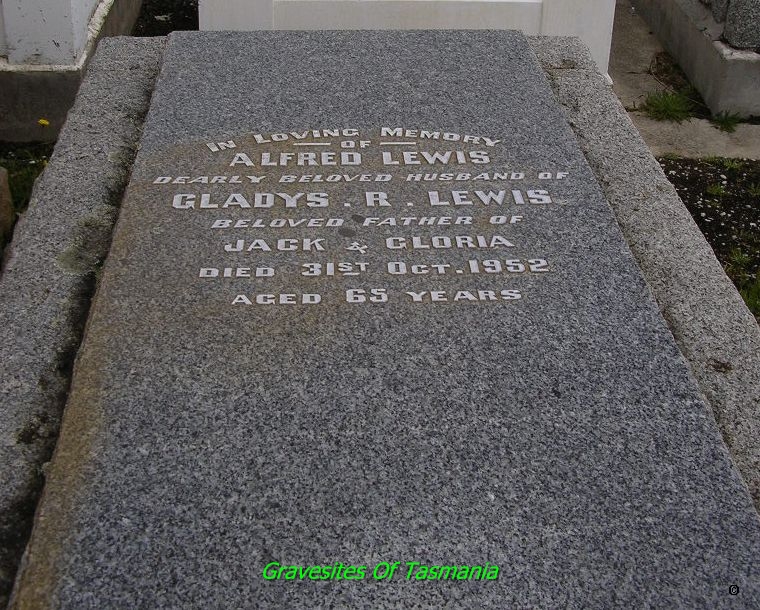 In Loving Memory
— OF —
ALFRED LEWIS
DEARLY BELOVED HUSBAND OF
GLADYS . R . LEWIS
BELOVED FATHER OF
JACK & GLORIA
DIED 31ST OCT. 1952
AGED 65 YEARS
Gravesites Of Tasmania
©